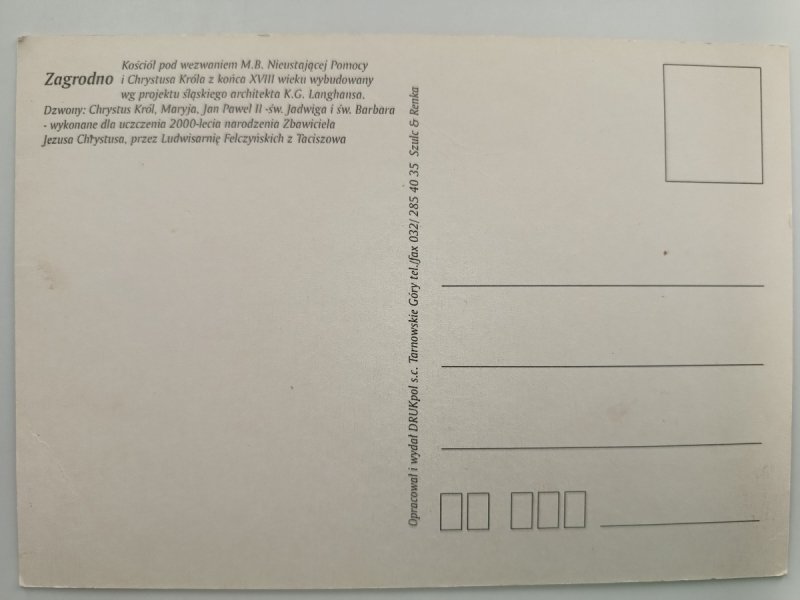 Zagrodno Kościół pod wezwaniem M.B. Nieustającej Pomocy
i Chrystusa Króla z końca XVIII wieku wybudowany
wg projektu śląskiego architekta K.G. Langhansa.
Dzwony: Chrystus Król, Maryja, Jan Paweł II -św. Jadwiga i św. Barbara
- wykonane dla uczczenia 2000-lecia narodzenia Zbawiciela
Jezusa Chrystusa, przez Ludwisarnię Felczyńskich z Taciszowa
Opracował i wydał DRUKpol s.c. Tarnowskie Góry tel./fax 032/ 285 40 35 Szulc & Renka